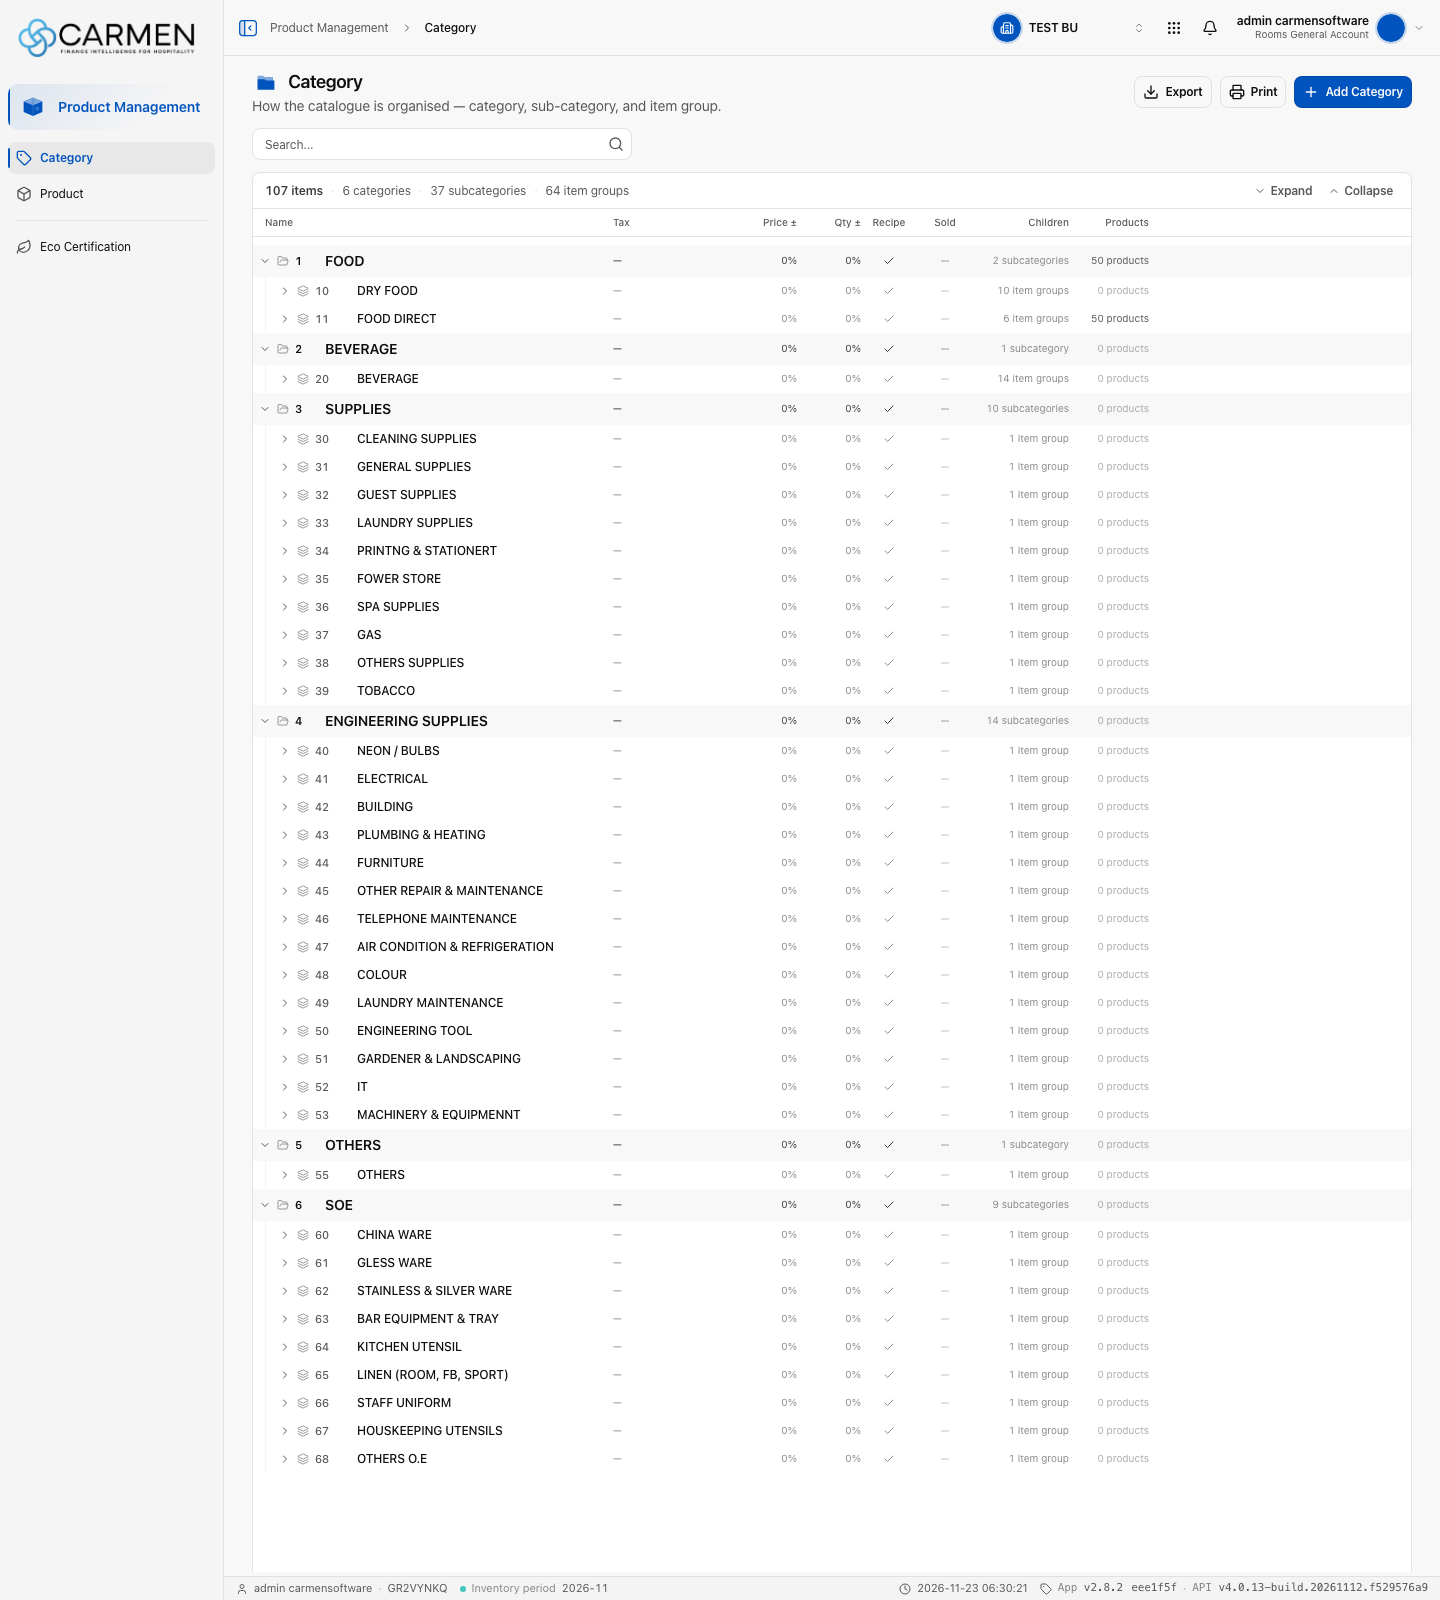 CARMEN
FINANCE INTELLIGENCE FOR HOSPITALITY
Product Management
Category
Product
Eco Certification
Product Management > Category
TEST BU
admin carmensoftware
Rooms General Account
Category
How the catalogue is organised — category, sub-category, and item group.
Export
Print
Add Category
Search...
107 items · 6 categories · 37 subcategories · 64 item groups
Expand
Collapse
Name Tax Price ± Qty ± Recipe Sold Children Products
1 FOOD — 0% 0% ✓ — 2 subcategories 50 products
10 DRY FOOD — 0% 0% ✓ — 10 item groups 0 products
11 FOOD DIRECT — 0% 0% ✓ — 6 item groups 50 products
2 BEVERAGE — 0% 0% ✓ — 1 subcategory 0 products
20 BEVERAGE — 0% 0% ✓ — 14 item groups 0 products
3 SUPPLIES — 0% 0% ✓ — 10 subcategories 0 products
30 CLEANING SUPPLIES — 0% 0% ✓ — 1 item group 0 products
31 GENERAL SUPPLIES — 0% 0% ✓ — 1 item group 0 products
32 GUEST SUPPLIES — 0% 0% ✓ — 1 item group 0 products
33 LAUNDRY SUPPLIES — 0% 0% ✓ — 1 item group 0 products
34 PRINTNG & STATIONERT — 0% 0% ✓ — 1 item group 0 products
35 FOWER STORE — 0% 0% ✓ — 1 item group 0 products
36 SPA SUPPLIES — 0% 0% ✓ — 1 item group 0 products
37 GAS — 0% 0% ✓ — 1 item group 0 products
38 OTHERS SUPPLIES — 0% 0% ✓ — 1 item group 0 products
39 TOBACCO — 0% 0% ✓ — 1 item group 0 products
4 ENGINEERING SUPPLIES — 0% 0% ✓ — 14 subcategories 0 products
40 NEON / BULBS — 0% 0% ✓ — 1 item group 0 products
41 ELECTRICAL — 0% 0% ✓ — 1 item group 0 products
42 BUILDING — 0% 0% ✓ — 1 item group 0 products
43 PLUMBING & HEATING — 0% 0% ✓ — 1 item group 0 products
44 FURNITURE — 0% 0% ✓ — 1 item group 0 products
45 OTHER REPAIR & MAINTENANCE — 0% 0% ✓ — 1 item group 0 products
46 TELEPHONE MAINTENANCE — 0% 0% ✓ — 1 item group 0 products
47 AIR CONDITION & REFRIGERATION — 0% 0% ✓ — 1 item group 0 products
48 COLOUR — 0% 0% ✓ — 1 item group 0 products
49 LAUNDRY MAINTENANCE — 0% 0% ✓ — 1 item group 0 products
50 ENGINEERING TOOL — 0% 0% ✓ — 1 item group 0 products
51 GARDENER & LANDSCAPING — 0% 0% ✓ — 1 item group 0 products
52 IT — 0% 0% ✓ — 1 item group 0 products
53 MACHINERY & EQUIPMENNT — 0% 0% ✓ — 1 item group 0 products
5 OTHERS — 0% 0% ✓ — 1 subcategory 0 products
55 OTHERS — 0% 0% ✓ — 1 item group 0 products
6 SOE — 0% 0% ✓ — 9 subcategories 0 products
60 CHINA WARE — 0% 0% ✓ — 1 item group 0 products
61 GLESS WARE — 0% 0% ✓ — 1 item group 0 products
62 STAINLESS & SILVER WARE — 0% 0% ✓ — 1 item group 0 products
63 BAR EQUIPMENT & TRAY — 0% 0% ✓ — 1 item group 0 products
64 KITCHEN UTENSIL — 0% 0% ✓ — 1 item group 0 products
65 LINEN (ROOM, FB, SPORT) — 0% 0% ✓ — 1 item group 0 products
66 STAFF UNIFORM — 0% 0% ✓ — 1 item group 0 products
67 HOUSKEEPING UTENSILS — 0% 0% ✓ — 1 item group 0 products
68 OTHERS O.E — 0% 0% ✓ — 1 item group 0 products
admin carmensoftware · GR2VYNKQ Inventory period 2026-11 2026-11-23 06:30:21 App v2.8.2 eee1f5f · API v4.0.13-build.20261112.f529576a9